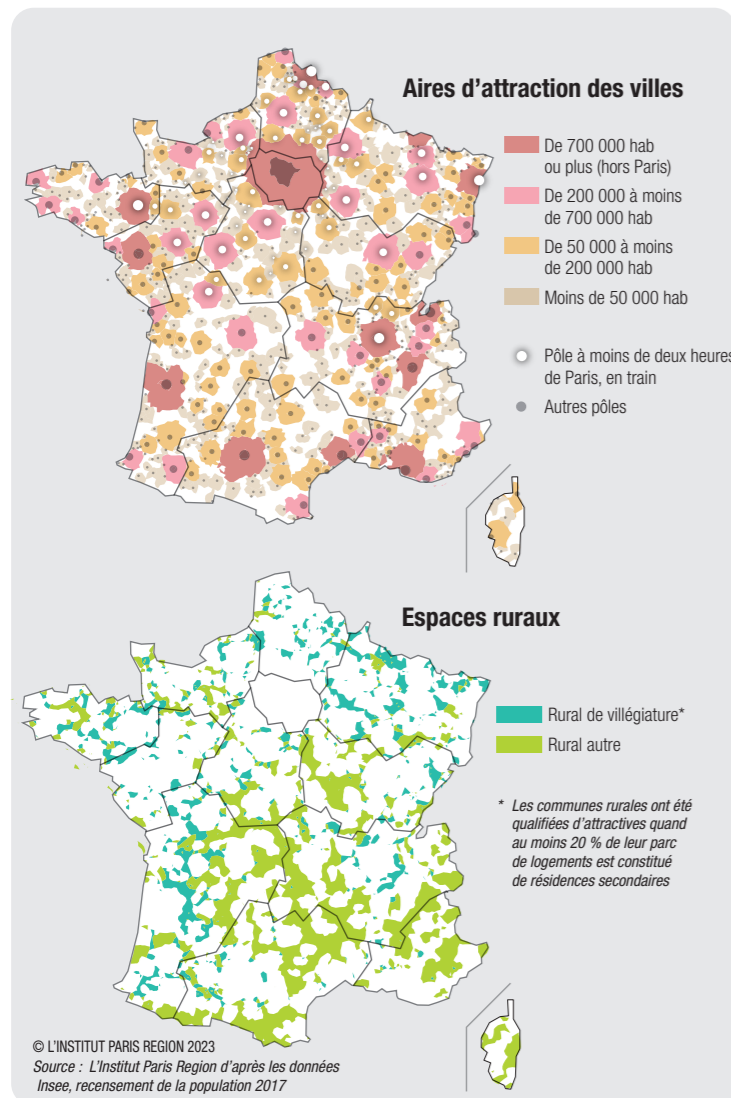 Aires d'attraction des villes
De 700 000 hab
ou plus (hors Paris)
De 200 000 à moins
de 700 000 hab
De 50 000 à moins
de 200 000 hab
Moins de 50 000 hab
Pôle à moins de deux heures
de Paris, en train
Autres pôles
Espaces ruraux
Rural de villégiature*
Rural autre
* Les communes rurales ont été
qualifiées d'attractives quand
au moins 20 % de leur parc
de logements est constitué
de résidences secondaires
© L'INSTITUT PARIS REGION 2023
Source : L'Institut Paris Region d'après les données
Insee, recensement de la population 2017